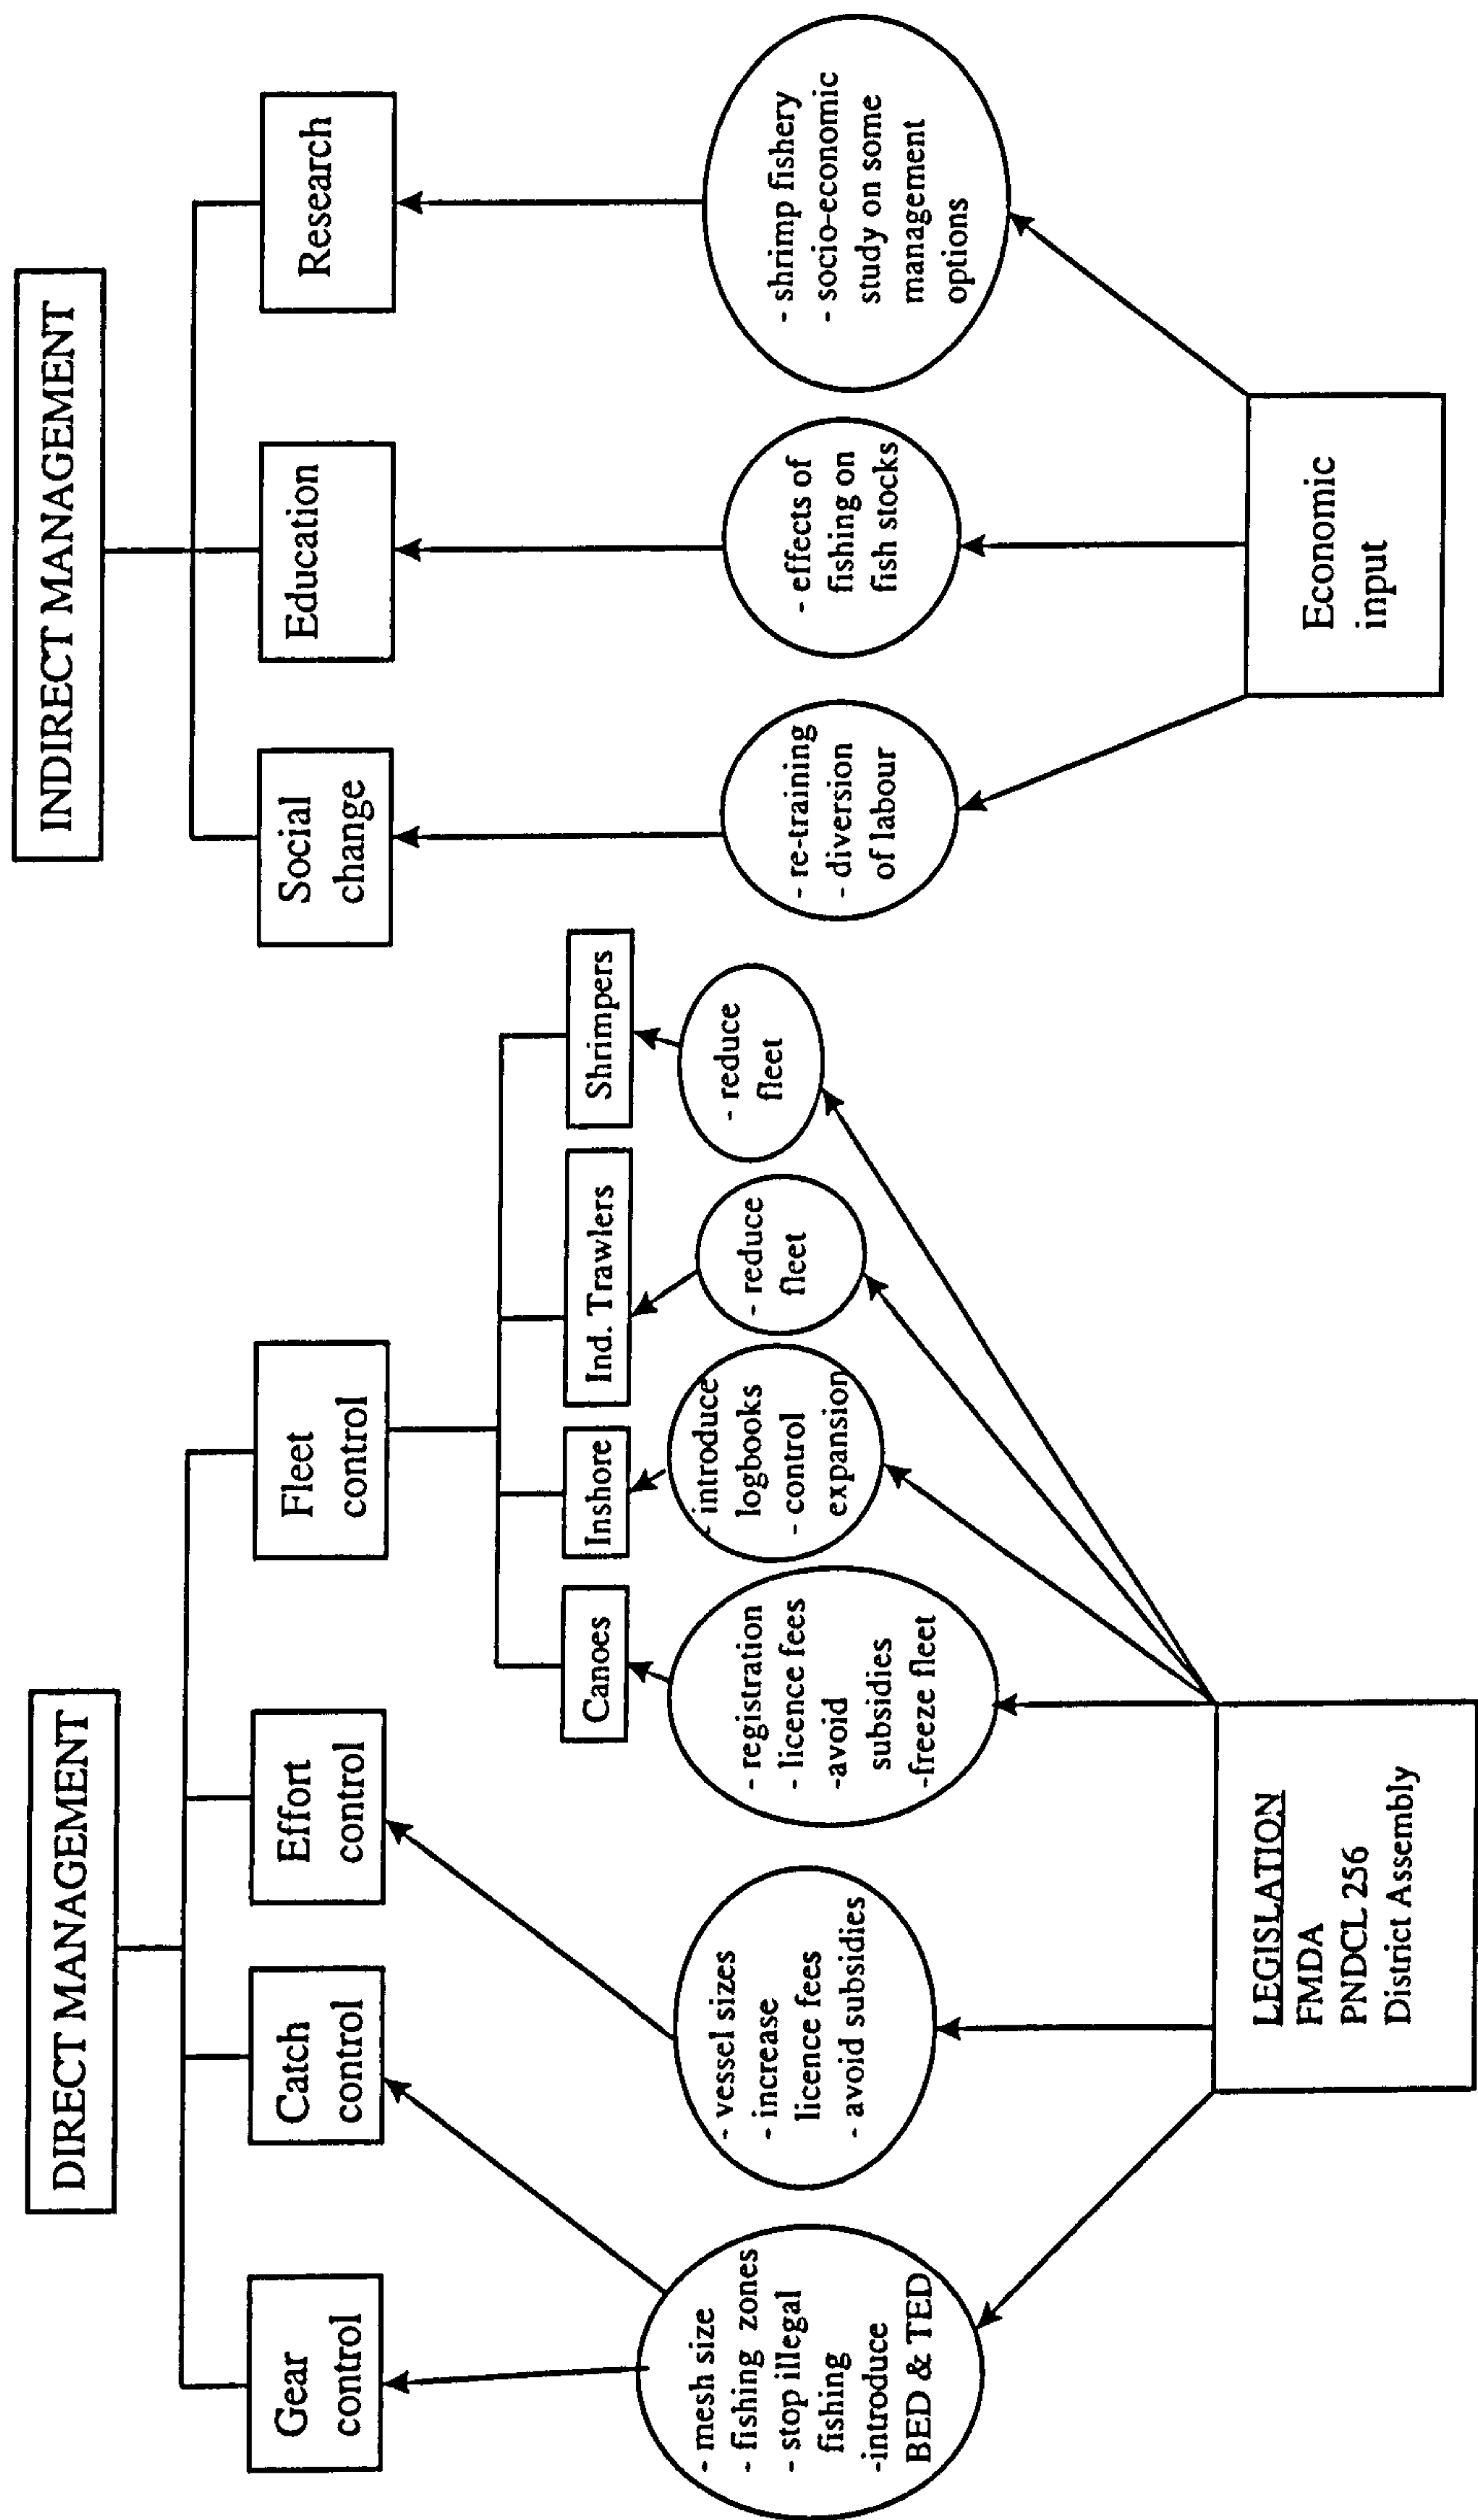 DIRECT MANAGEMENT
Gear
control
Catch
control
Effort
control
Fleet
control
Canoes
Inshore
Ind. Trawlers
Shrimpers
- mesh size
- fishing zones
- stop illegal
fishing
-introduce
BED & TED
- vessel sizes
- increase
licence fees
- avoid subsidies
- registration
- licence fees
-avoid
subsidies
-freeze fleet
- introduce
logbooks
- control
expansion
- reduce
fleet
- reduce
fleet
LEGISLATION
FMDA
PNDCL 256
District Assembly
INDIRECT MANAGEMENT
Social
change
Education
Research
- re-training
- diversion
of labour
- effects of
fishing on
fish stocks
- shrimp fishery
- socio-economic
study on some
management
options
Economic
input